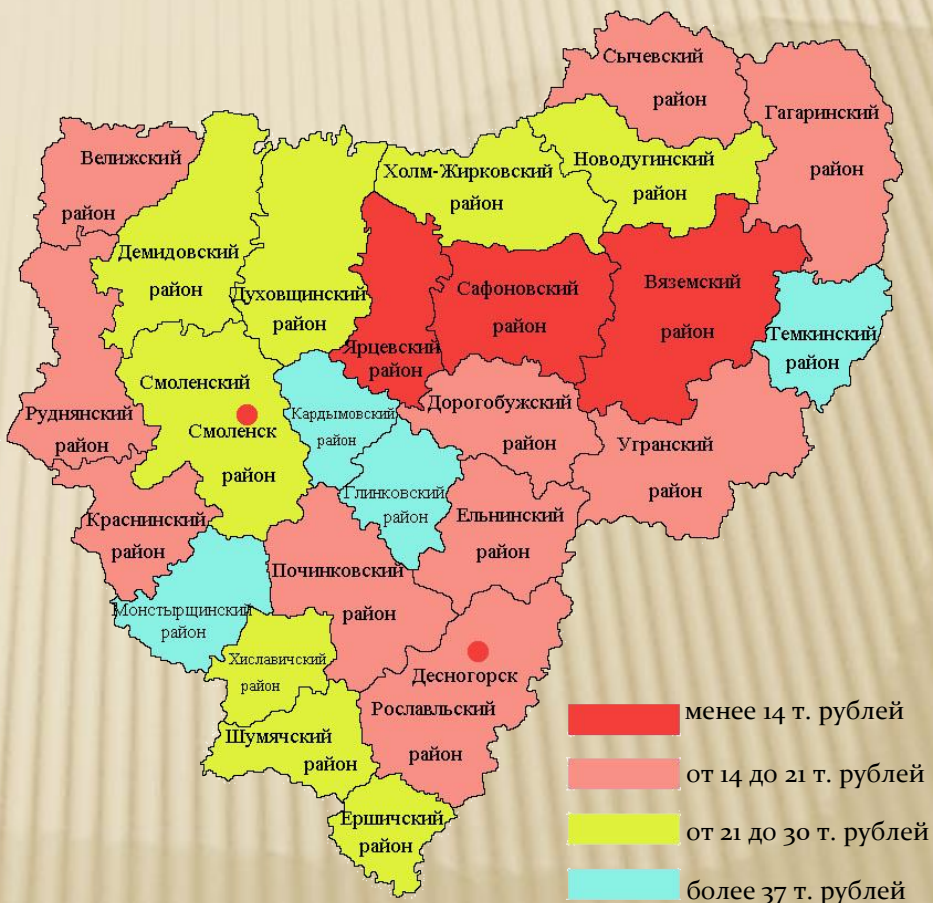 Сычевский
район
Гагаринский
район
Велижский
район
Холм-Жирковский
район
Новодугинский
район
Демидовский
район
Духовщинский
район
Сафоновский
район
Вяземский
район
Ярцевский
район
Темкинский
район
Смоленский
Смоленск
район
Руднянский
район
Кардымовский
район
Дорогобужский
район
Угранский
район
Глинковский
район
Ельнинский
район
Краснинский
район
Починковский
район
Монстырщинский
район
Хиславичский
район
Десногорск
Рославльский
район
Шумячский
район
Ершичский
район
менее 14 т. рублей
от 14 до 21 т. рублей
от 21 до 30 т. рублей
более 37 т. рублей